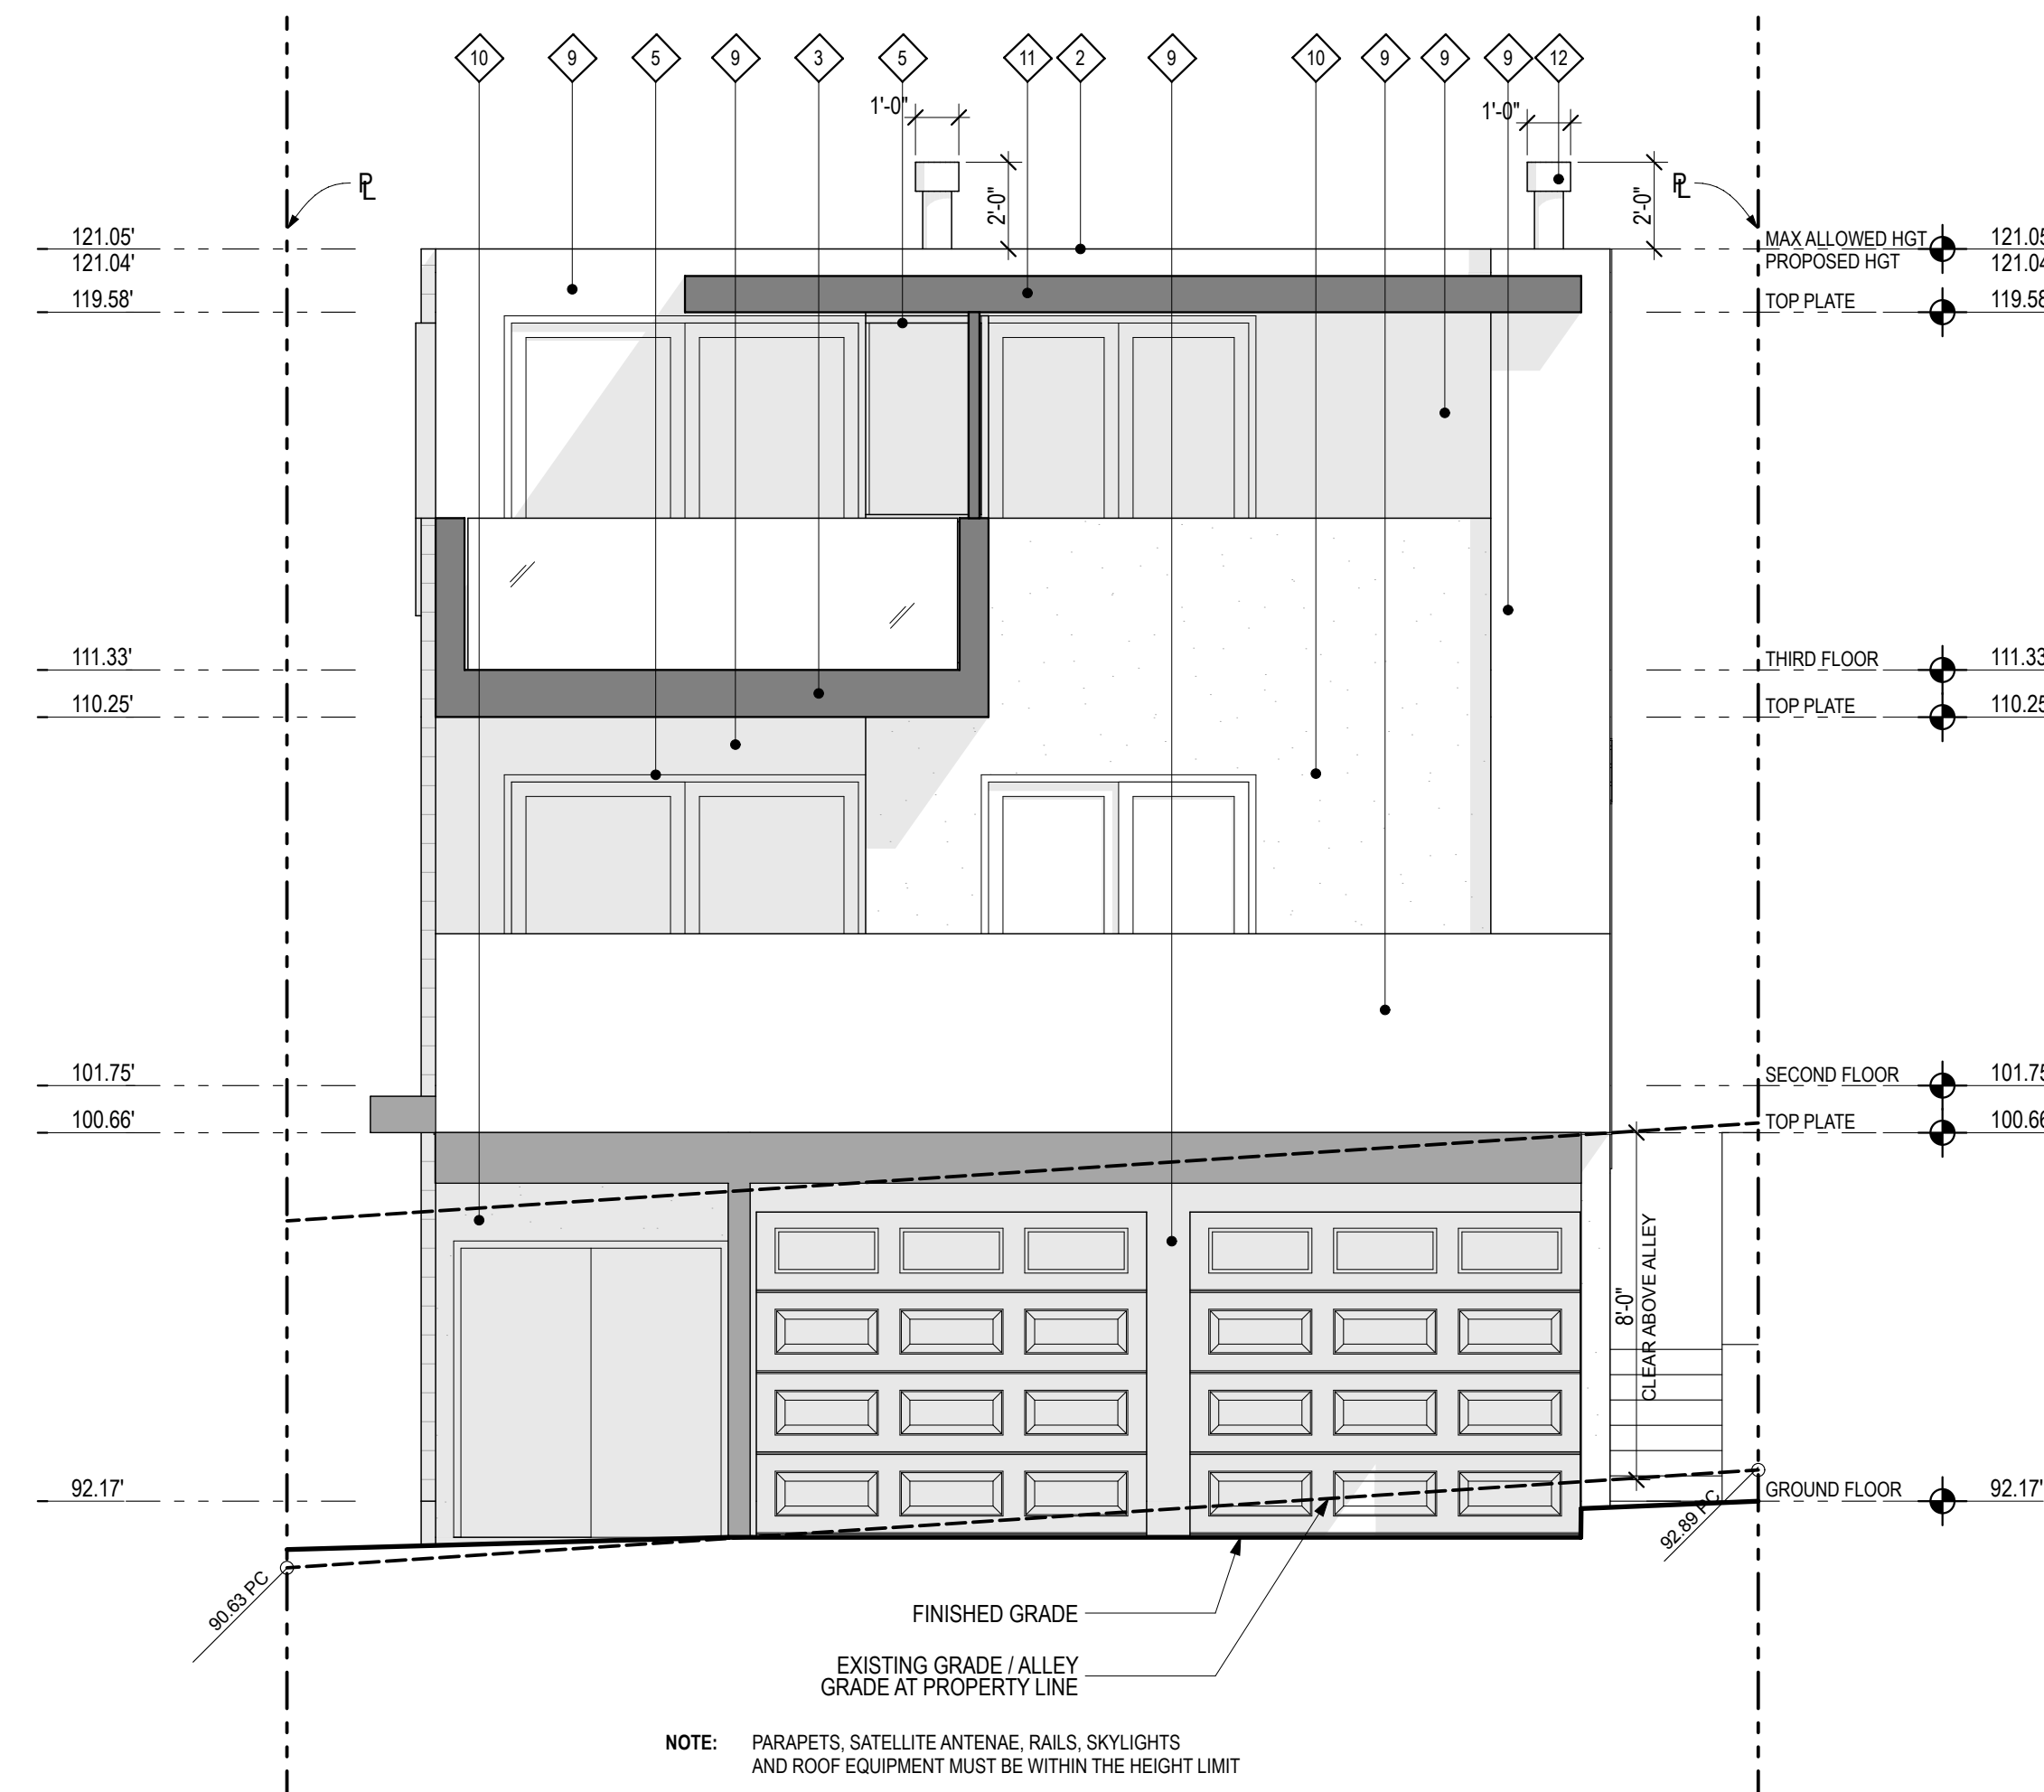 10 9 5 9 3 5 11 2 9 10 9 9 9 12
1'-0" 1'-0"
2'-0" 2'-0"
PL PL
121.05' MAX ALLOWED HGT 121.05
121.04' PROPOSED HGT 121.04
119.58' TOP PLATE 119.58
111.33' THIRD FLOOR 111.33
110.25' TOP PLATE 110.25
101.75' SECOND FLOOR 101.75
100.66' TOP PLATE 100.66
8'-0"
CLEAR ABOVE ALLEY
92.17' GROUND FLOOR 92.17'
90.63 PC 92.89 PC
FINISHED GRADE
EXISTING GRADE / ALLEY
GRADE AT PROPERTY LINE
NOTE: PARAPETS, SATELLITE ANTENAE, RAILS, SKYLIGHTS
AND ROOF EQUIPMENT MUST BE WITHIN THE HEIGHT LIMIT